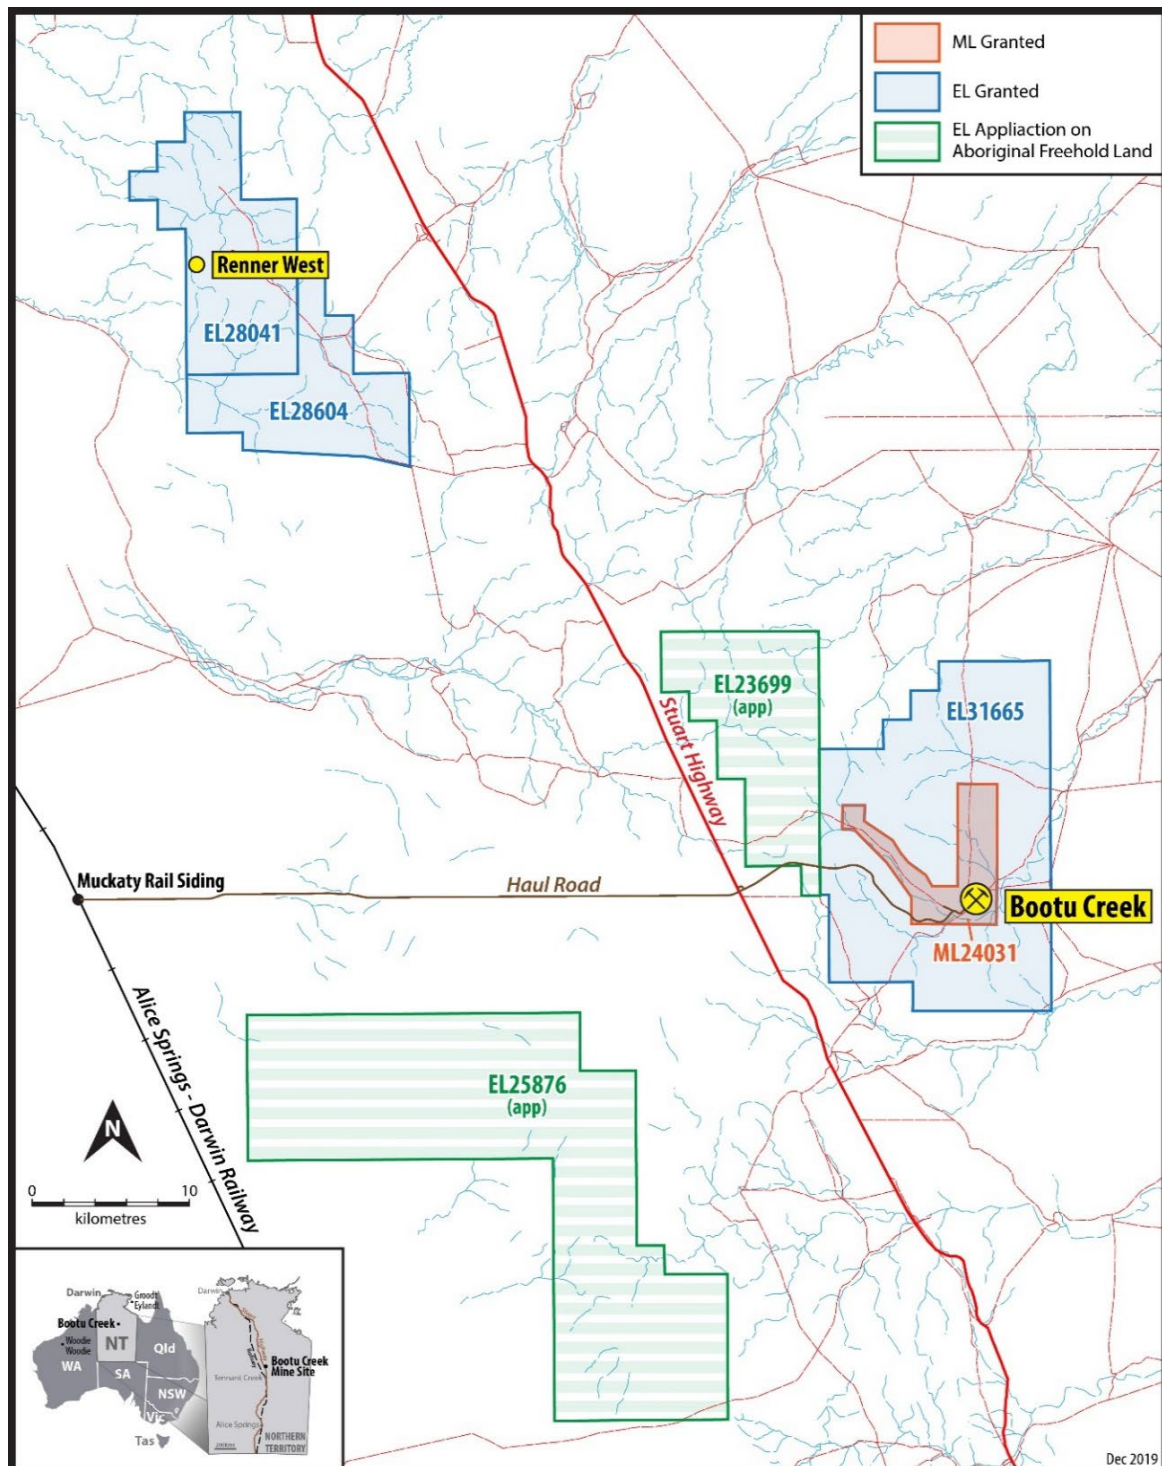 ML Granted
EL Granted
EL Appliaction on
Aboriginal Freehold Land
Renner West
EL28041
EL28604
EL23699
(app)
EL31665
Stuart Highway
Muckaty Rail Siding
Haul Road
Bootu Creek
ML24031
Alice Springs - Darwin Railway
EL25876
(app)
N
0 10
kilometres
Darwin
Groodt
Eylandt
Bootu Creek
NT
Woodie
Woodie
WA
Qld
SA
NSW
Vic
Tas
Darwin
Bootu Creek
Mine Site
Tennant Creek
Alice Springs
NORTHERN
TERRITORY
Dec 2019